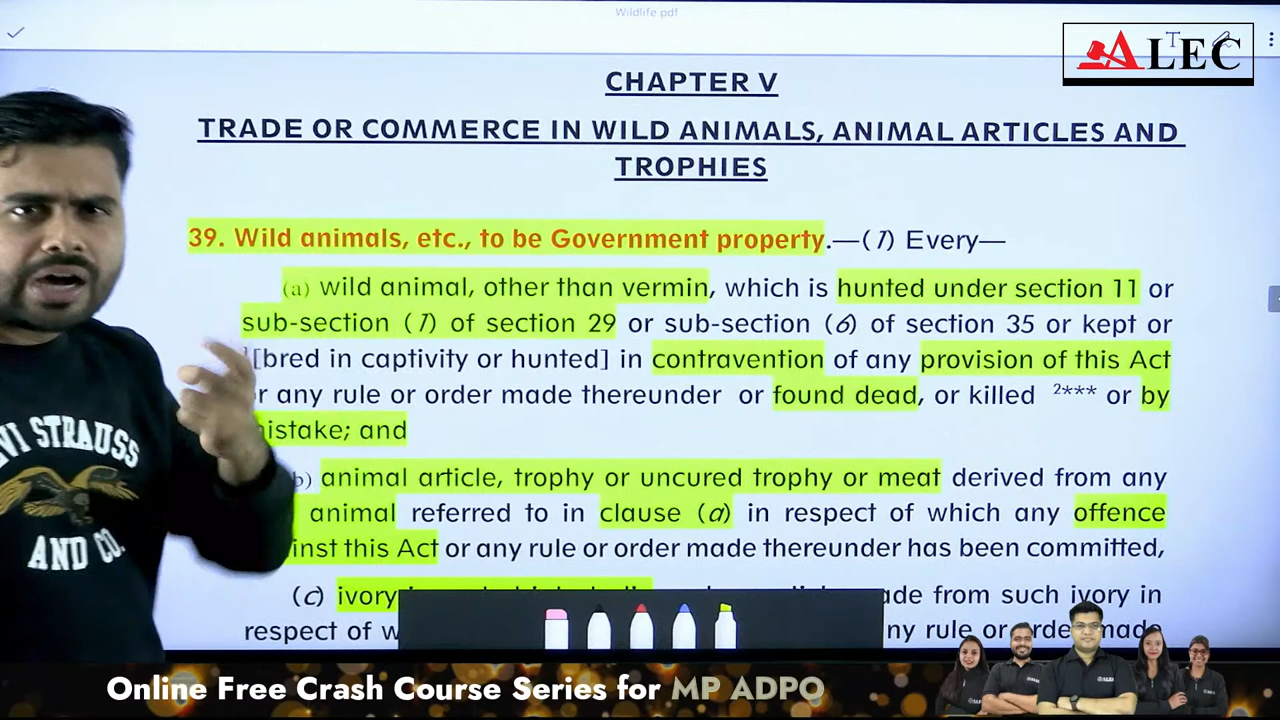 Wildlife.pdf
ALEC
CHAPTER V
TRADE OR COMMERCE IN WILD ANIMALS, ANIMAL ARTICLES AND
TROPHIES
39. Wild animals, etc., to be Government property.—(1) Every—
(a) wild animal, other than vermin, which is hunted under section 11 or
sub-section (1) of section 29 or sub-section (6) of section 35 or kept or
[bred in captivity or hunted] in contravention of any provision of this Act
or any rule or order made thereunder or found dead, or killed 2*** or by
mistake; and
b) animal article, trophy or uncured trophy or meat derived from any
animal referred to in clause (a) in respect of which any offence
inst this Act or any rule or order made thereunder has been committed,
(c) ivory ade from such ivory in
respect of w ny rule or order made
VI STRAUSS
AND CO.
Online Free Crash Course Series for MP ADPO